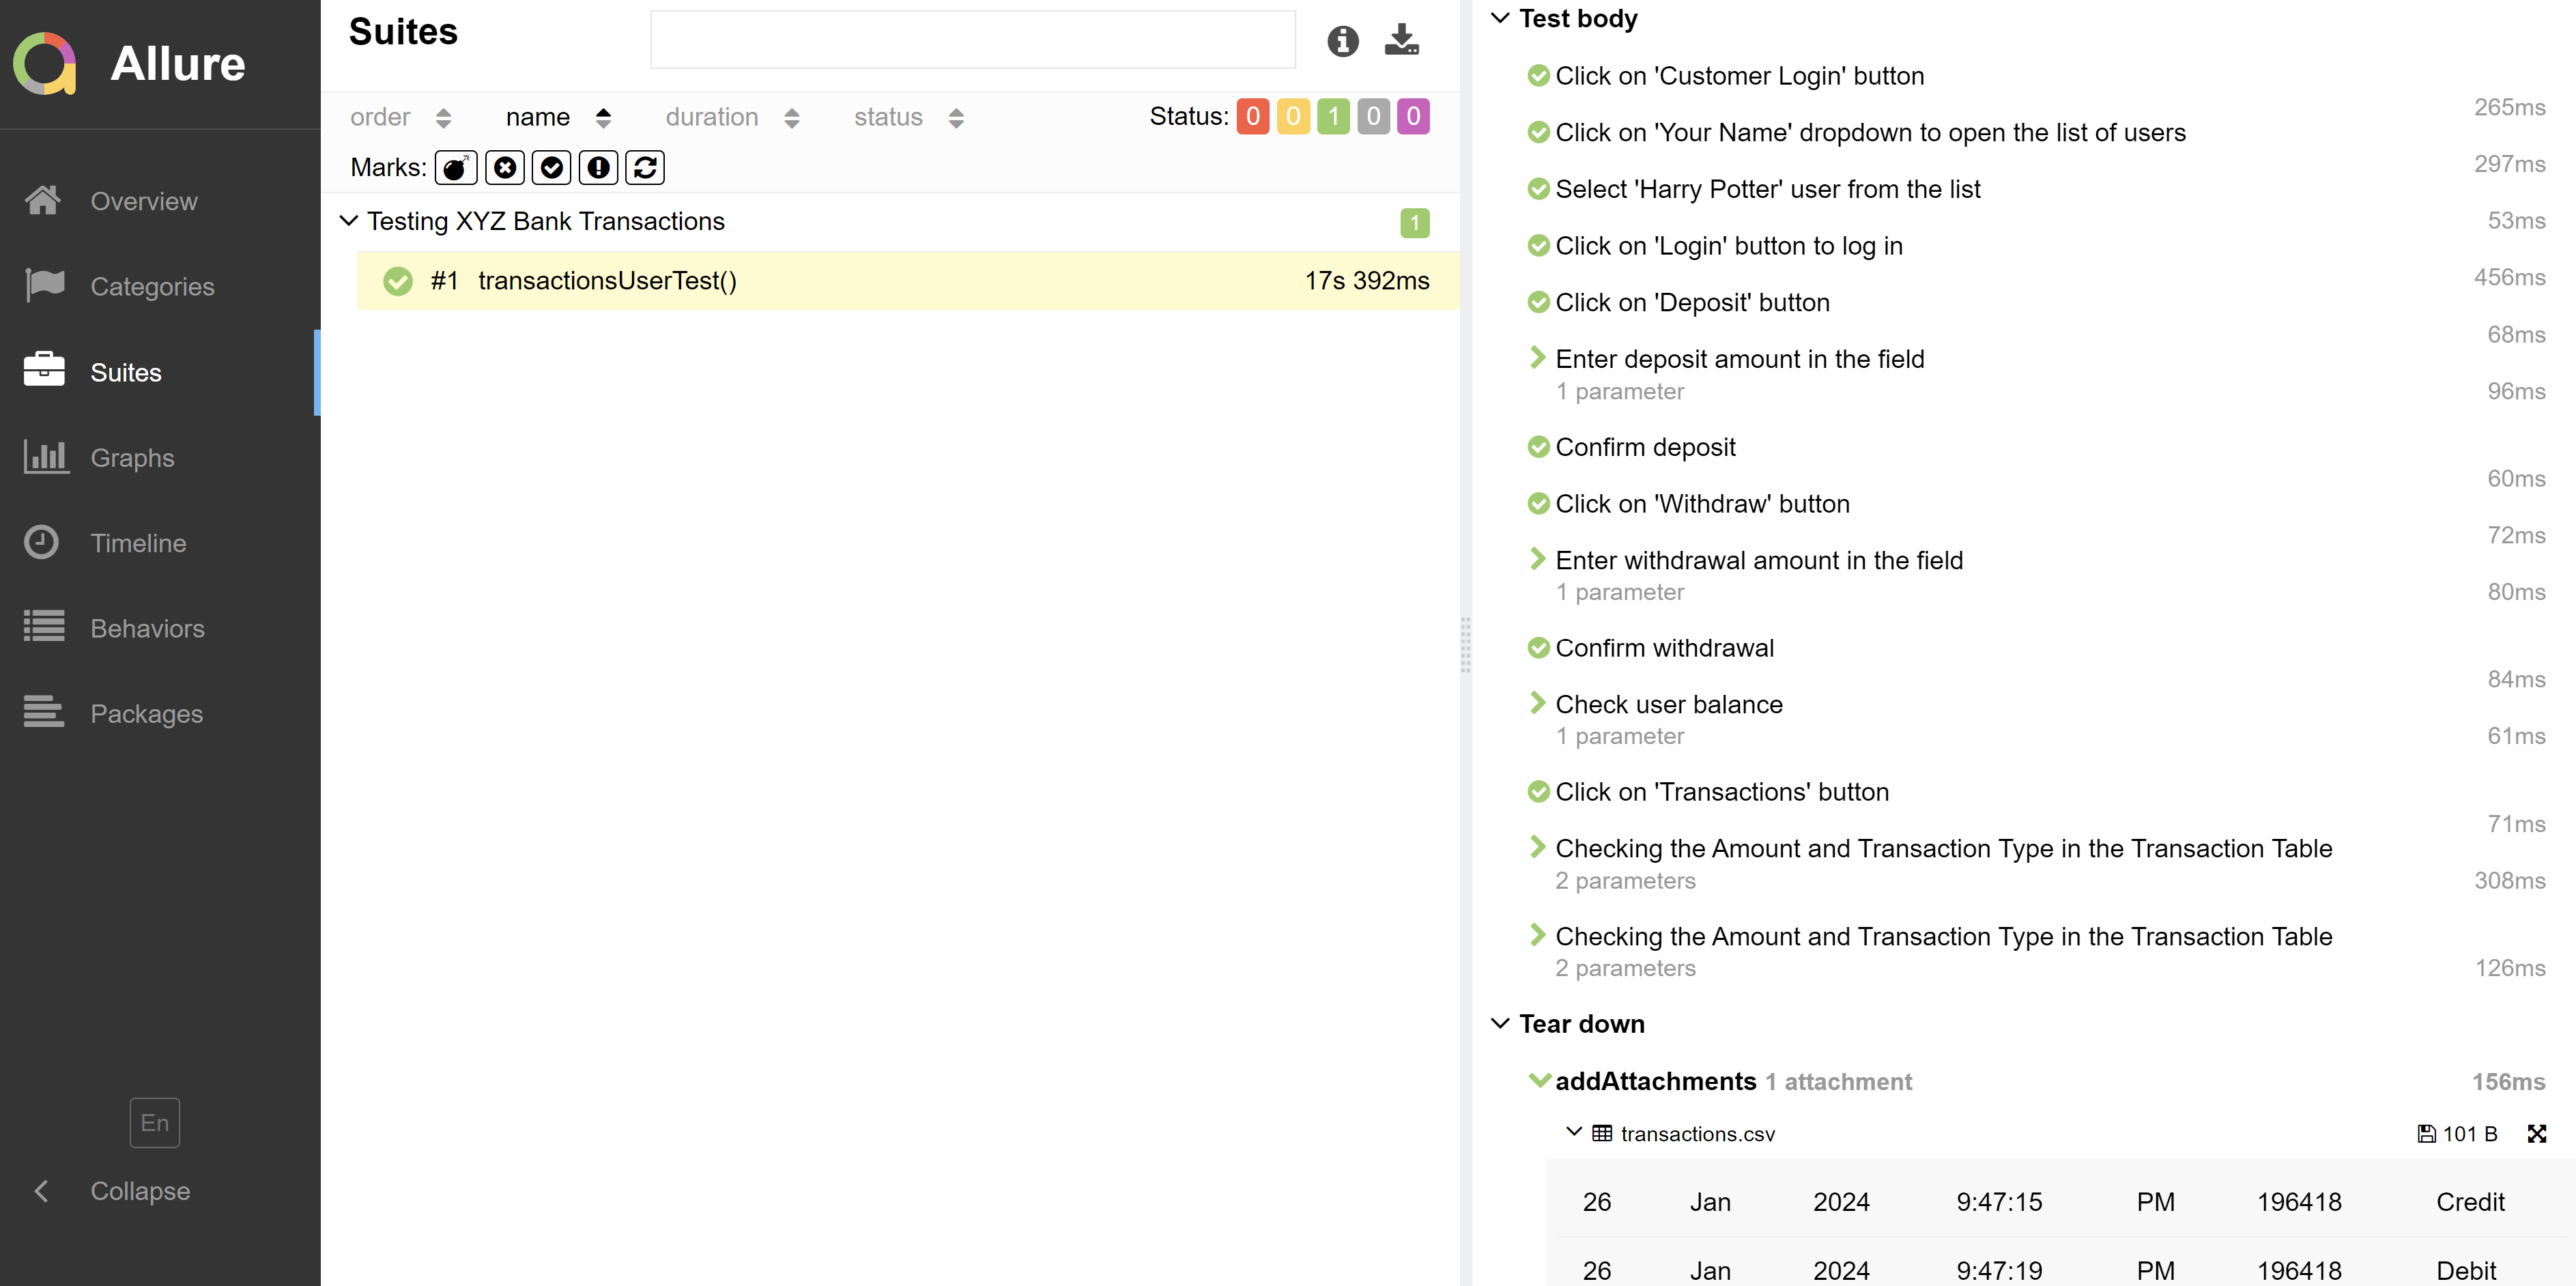 Allure
Overview
Categories
Suites
Graphs
Timeline
Behaviors
Packages
En
Collapse
Suites
order name duration status Status: 0 0 1 0 0
Marks:
Testing XYZ Bank Transactions 1
#1 transactionsUserTest() 17s 392ms
Test body
Click on 'Customer Login' button
265ms
Click on 'Your Name' dropdown to open the list of users
297ms
Select 'Harry Potter' user from the list
53ms
Click on 'Login' button to log in
456ms
Click on 'Deposit' button
68ms
Enter deposit amount in the field
1 parameter 96ms
Confirm deposit
60ms
Click on 'Withdraw' button
72ms
Enter withdrawal amount in the field
1 parameter 80ms
Confirm withdrawal
84ms
Check user balance
1 parameter 61ms
Click on 'Transactions' button
71ms
Checking the Amount and Transaction Type in the Transaction Table
2 parameters 308ms
Checking the Amount and Transaction Type in the Transaction Table
2 parameters 126ms
Tear down
addAttachments 1 attachment 156ms
transactions.csv 101 B
26 Jan 2024 9:47:15 PM 196418 Credit
26 Jan 2024 9:47:19 PM 196418 Debit